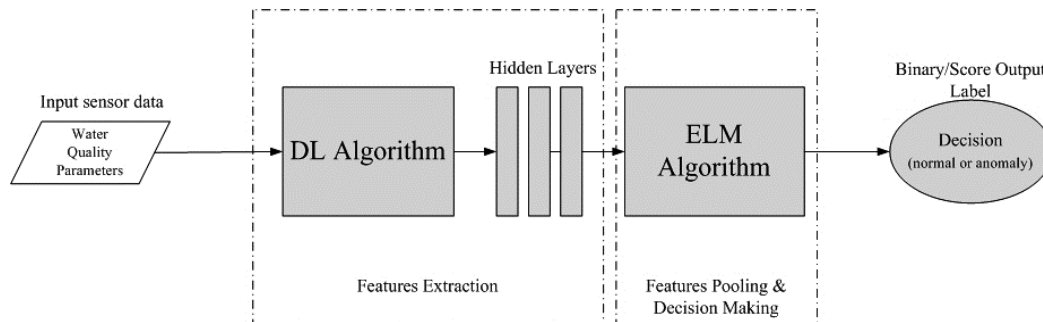 Input sensor data
Water
Quality
Parameters
DL Algorithm
Hidden Layers
Features Extraction
ELM
Algorithm
Features Pooling &
Decision Making
Binary/Score Output
Label
Decision
(normal or anomaly)